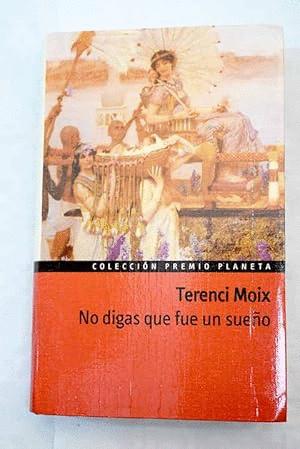 COLECCIÓN PREMIO PLANETA
Terenci Moix
No digas que fue un sueño